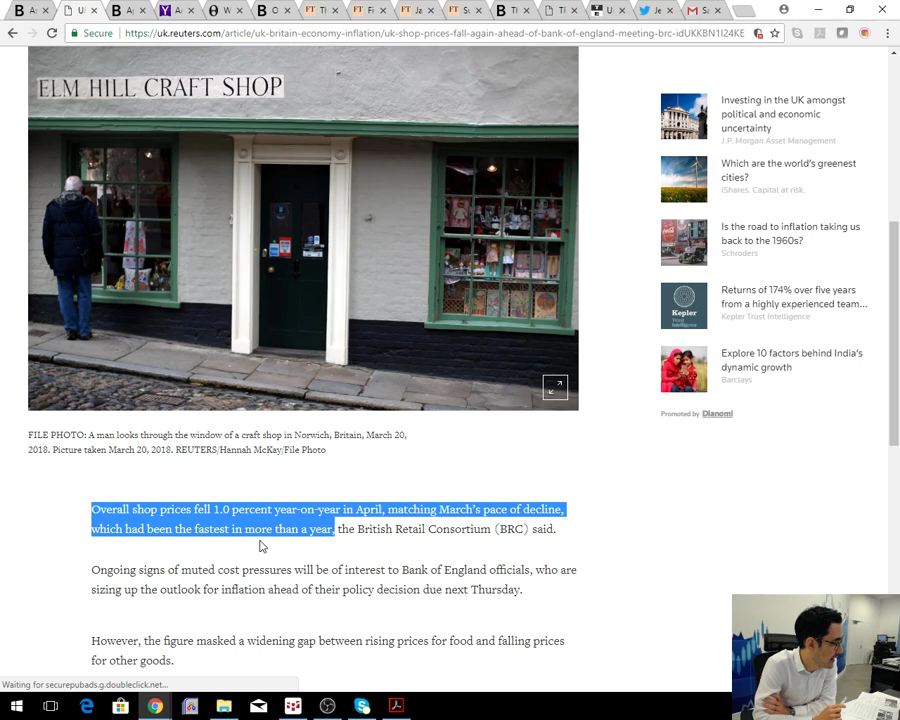 Secure
https://uk.reuters.com/article/uk-britain-economy-inflation/uk-shop-prices-fall-again-ahead-of-bank-of-england-meeting-brc-idUKKBN1I24KE
ELM HILL CRAFT SHOP
FILE PHOTO: A man looks through the window of a craft shop in Norwich, Britain, March 20,
2018. Picture taken March 20, 2018. REUTERS/Hannah McKay/File Photo
Overall shop prices fell 1.0 percent year-on-year in April, matching March's pace of decline,
which had been the fastest in more than a year, the British Retail Consortium (BRC) said.
Ongoing signs of muted cost pressures will be of interest to Bank of England officials, who are
sizing up the outlook for inflation ahead of their policy decision due next Thursday.
However, the figure masked a widening gap between rising prices for food and falling prices
for other goods.
Investing in the UK amongst
political and economic
uncertainty
J.P. Morgan Asset Management
Which are the world's greenest
cities?
iShares. Capital at risk.
Is the road to inflation taking us
back to the 1960s?
Schroders
Kepler
Returns of 174% over five years
from a highly experienced team...
Kepler Trust Intelligence
Explore 10 factors behind India's
dynamic growth
Barclays
Promoted by Dianomi
Waiting for securepubads.g.doubleclick.net...